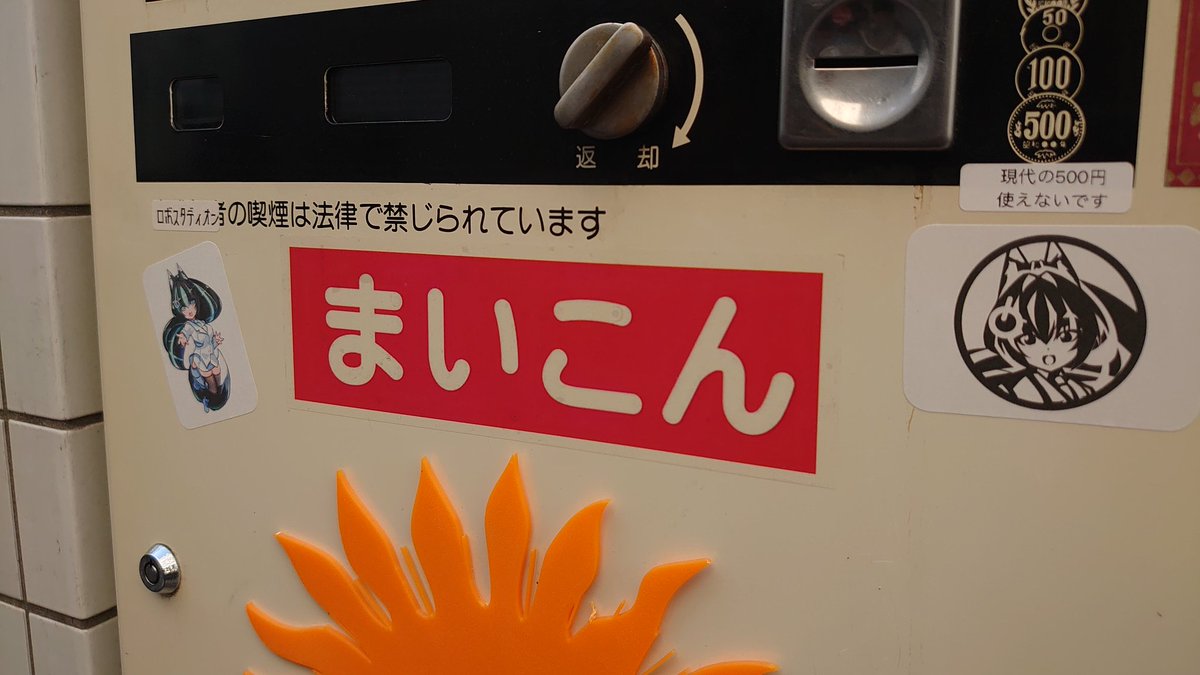 50
100
500
返 却
現代の500円
使えないです
ロボスタディオン
者の喫煙は法律で禁じられています
まいこん